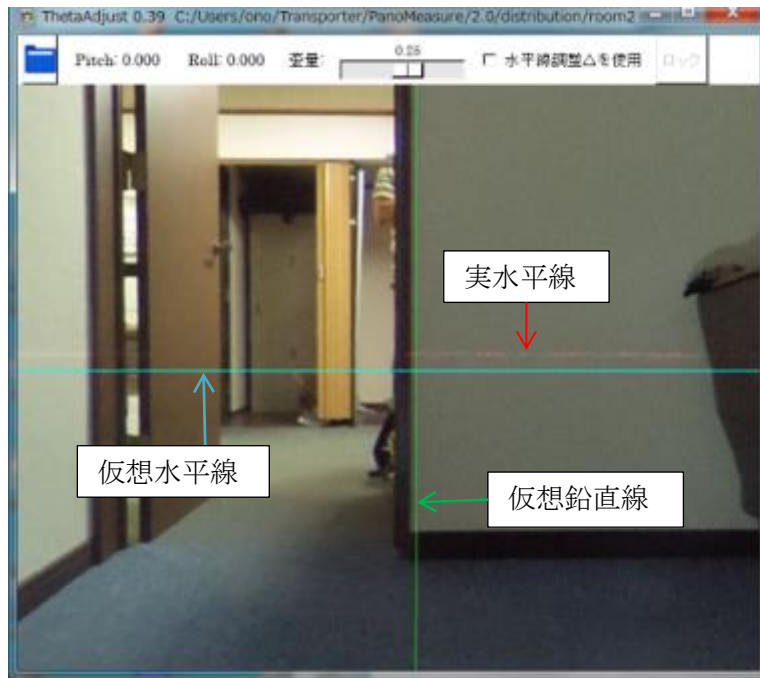 ThetaAdjust 0.39 C:/Users/ono/Transporter/PanoMeasure/2.0/distribution/room2
Pitch: 0.000 Roll: 0.000 歪量: 0.25 水平線調整△を使用 ロック
実水平線
仮想水平線
仮想鉛直線